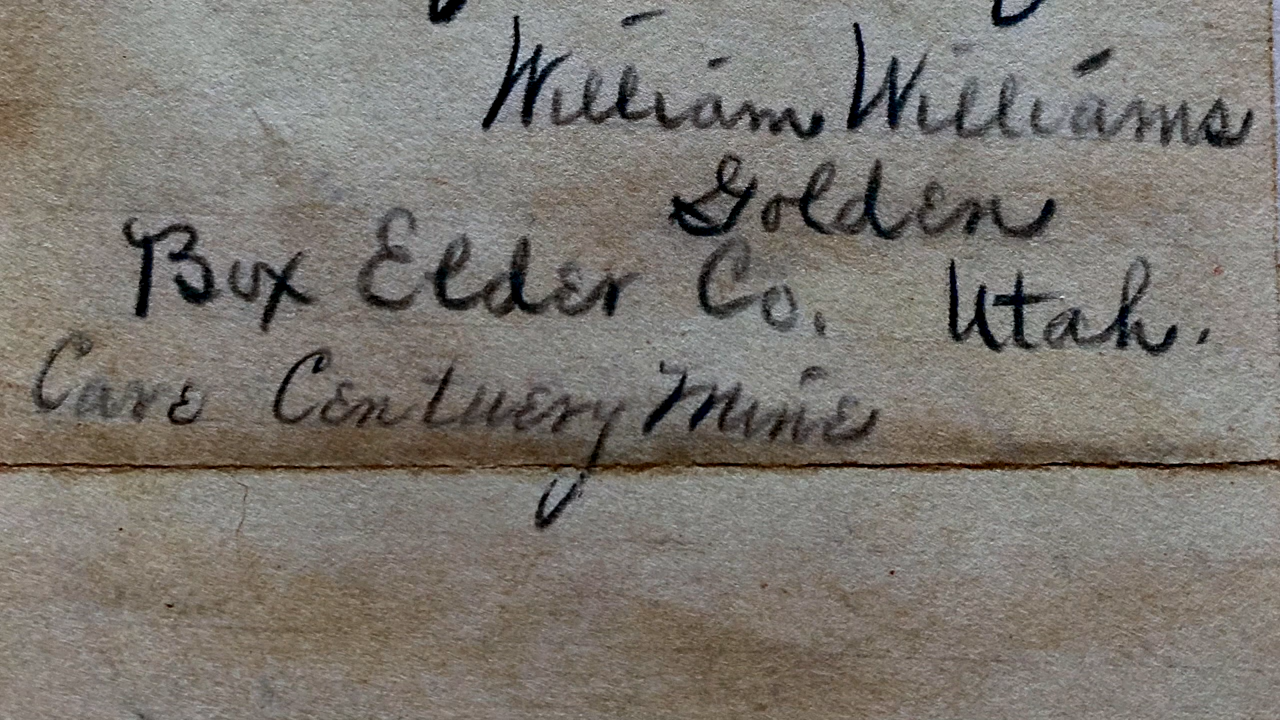 William Williams
Golden
Box Elder Co. Utah.
Care Centuery Mine